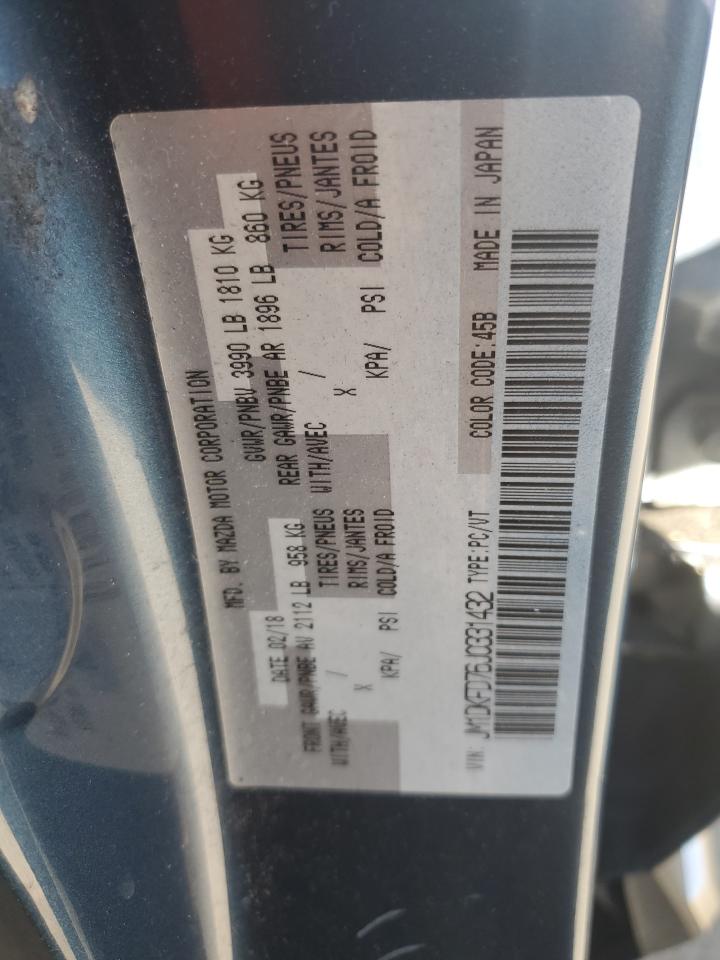 MFD. BY MAZDA MOTOR CORPORATION
DATE 02/18 GVWR/PNBV 3990 LB 1810 KG
FRONT GAWR/PNBE AV 2112 LB 958 KG REAR GAWR/PNBE AR 1896 LB 860 KG
WITH/AVEC / TIRES/PNEUS WITH/AVEC / TIRES/PNEUS
X RIMS/JANTES X RIMS/JANTES
KPA/ PSI COLD/A FROID KPA/ PSI COLD/A FROID
VIN: JM1DKFD76J0331432 TYPE:PC/VT COLOR CODE:45B MADE IN JAPAN